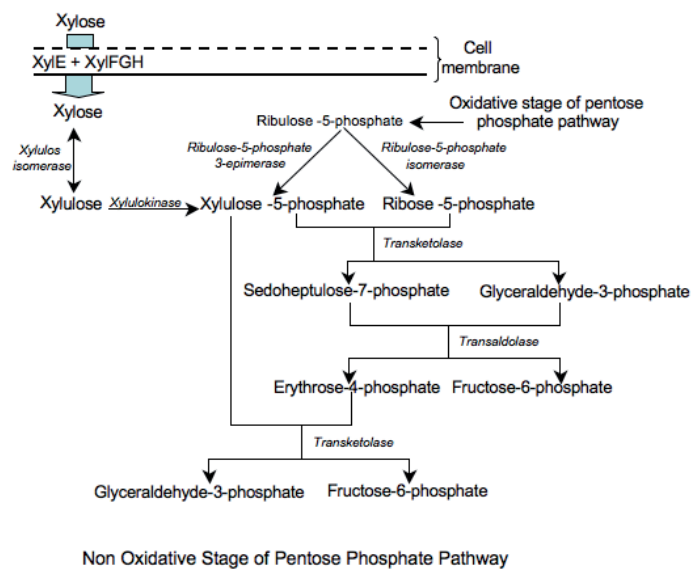 Xylose
XylE + XylFGH
Cell
membrane
Xylose
Ribulose -5-phosphate
Oxidative stage of pentose
phosphate pathway
Xylulos
isomerase
Ribulose-5-phosphate
3-epimerase
Ribulose-5-phosphate
isomerase
Xylulose
Xylulokinase
Xylulose -5-phosphate
Ribose -5-phosphate
Transketolase
Sedoheptulose-7-phosphate
Glyceraldehyde-3-phosphate
Transaldolase
Erythrose-4-phosphate
Fructose-6-phosphate
Transketolase
Glyceraldehyde-3-phosphate
Fructose-6-phosphate
Non Oxidative Stage of Pentose Phosphate Pathway